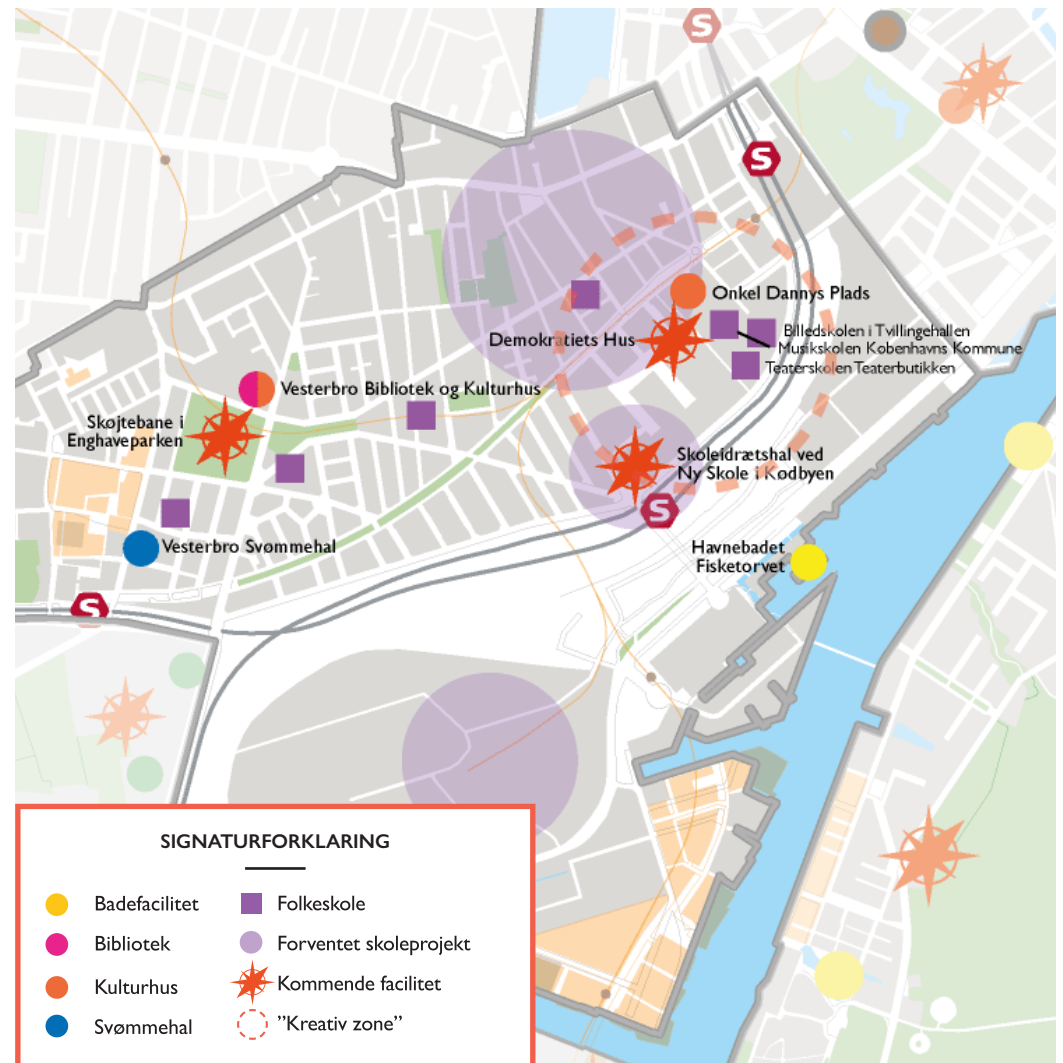 S
S
Onkel Dannys Plads
Billedskolen i Tvillingehallen
Demokratiets Hus
Musikskolen Kobenhavns Kommune
Teaterskolen Teaterbutikken
Vesterbro Bibliotek og Kulturhus
Skøjtebane i
Enghaveparken
Skoleidrætshal ved
Ny Skole i Kødbyen
S
Vesterbro Svømmehal
Havnebadet
Fisketorvet
S
SIGNATURFORKLARING
Badefacilitet
Bibliotek
Kulturhus
Svømmehal
Folkeskole
Forventet skoleprojekt
Kommende facilitet
”Kreativ zone”